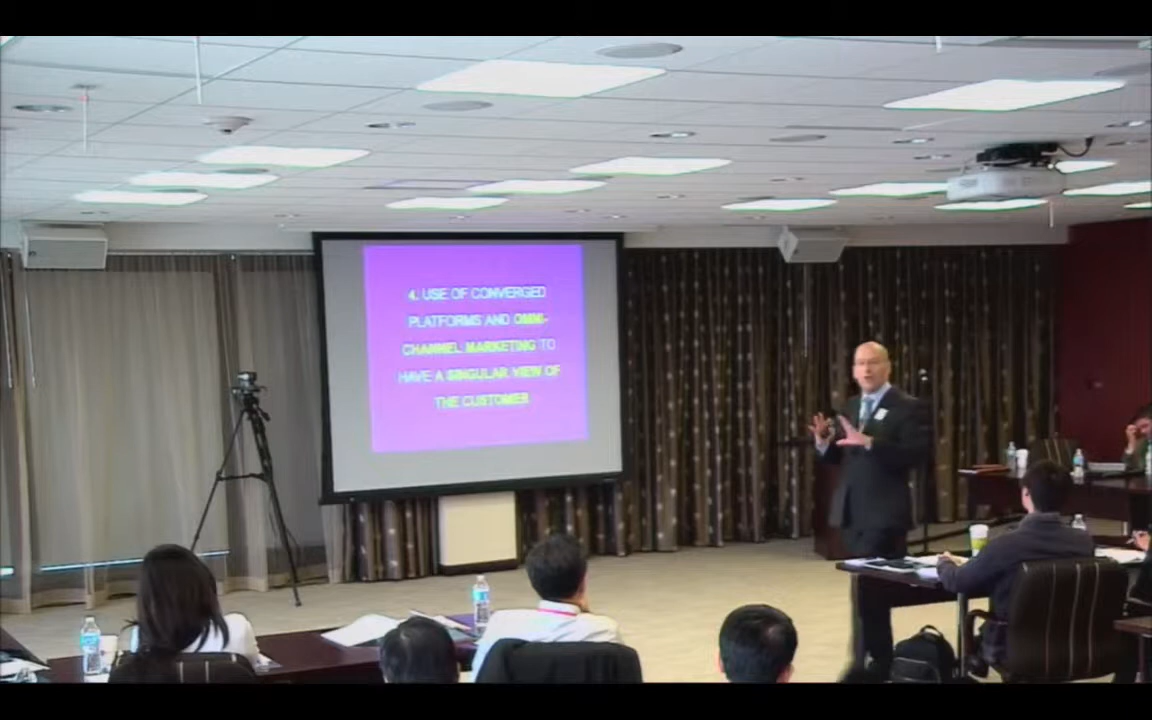 4. USE OF CONVERGED
PLATFORMS AND OMNI-
CHANNEL MARKETING TO
HAVE A SINGULAR VIEW OF
THE CUSTOMER